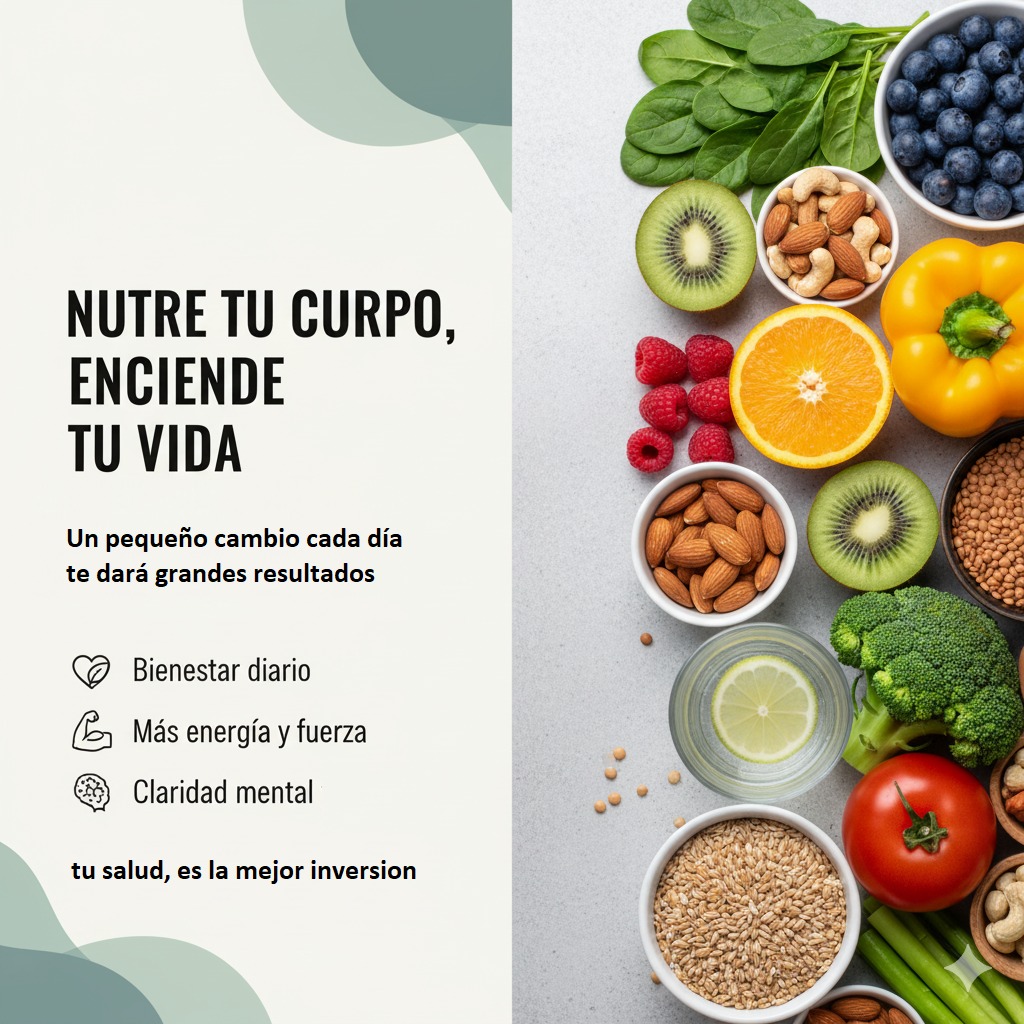 NUTRE TU CURPO,
ENCIENDE
TU VIDA
Un pequeño cambio cada día
te dará grandes resultados
Bienestar diario
Más energía y fuerza
Claridad mental
tu salud, es la mejor inversion